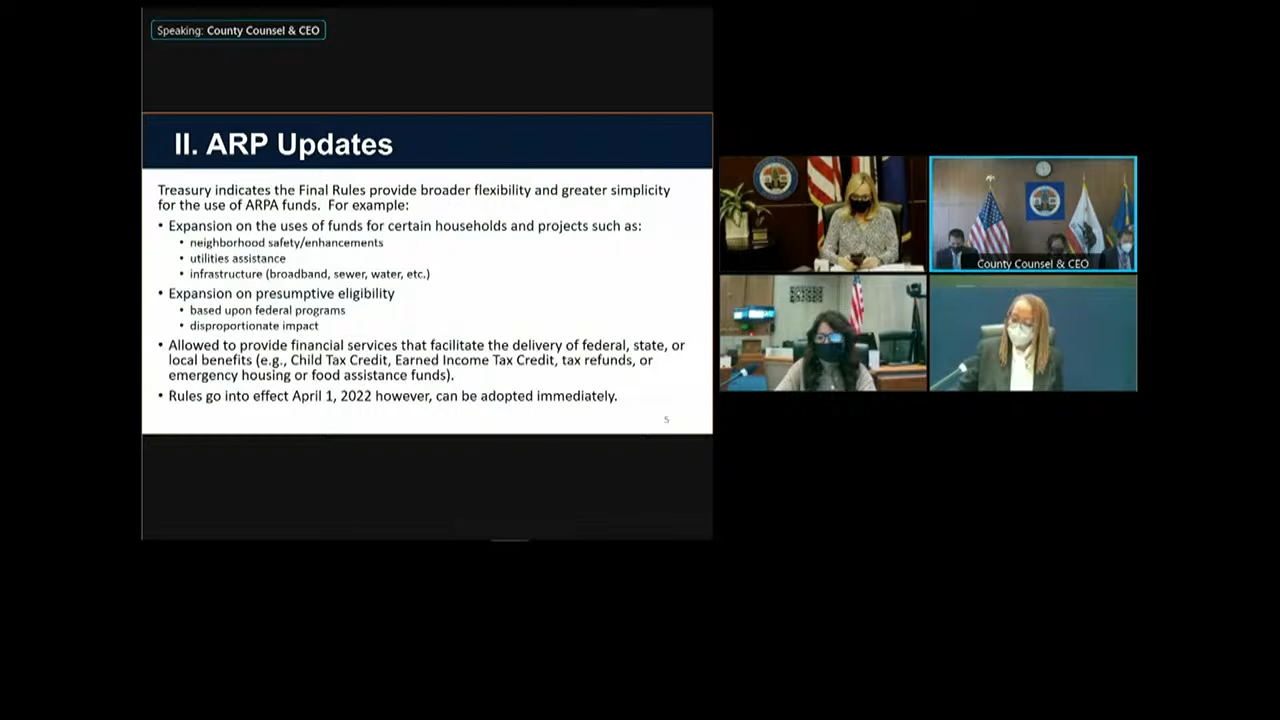 Speaking: County Counsel & CEO
II. ARP Updates
Treasury indicates the Final Rules provide broader flexibility and greater simplicity
for the use of ARPA funds.  For example:
• Expansion on the uses of funds for certain households and projects such as:
• neighborhood safety/enhancements
• utilities assistance
• infrastructure (broadband, sewer, water, etc.)
• Expansion on presumptive eligibility
• based upon federal programs
• disproportionate impact
• Allowed to provide financial services that facilitate the delivery of federal, state, or
local benefits (e.g., Child Tax Credit, Earned Income Tax Credit, tax refunds, or
emergency housing or food assistance funds).
• Rules go into effect April 1, 2022 however, can be adopted immediately.
5
County Counsel & CEO